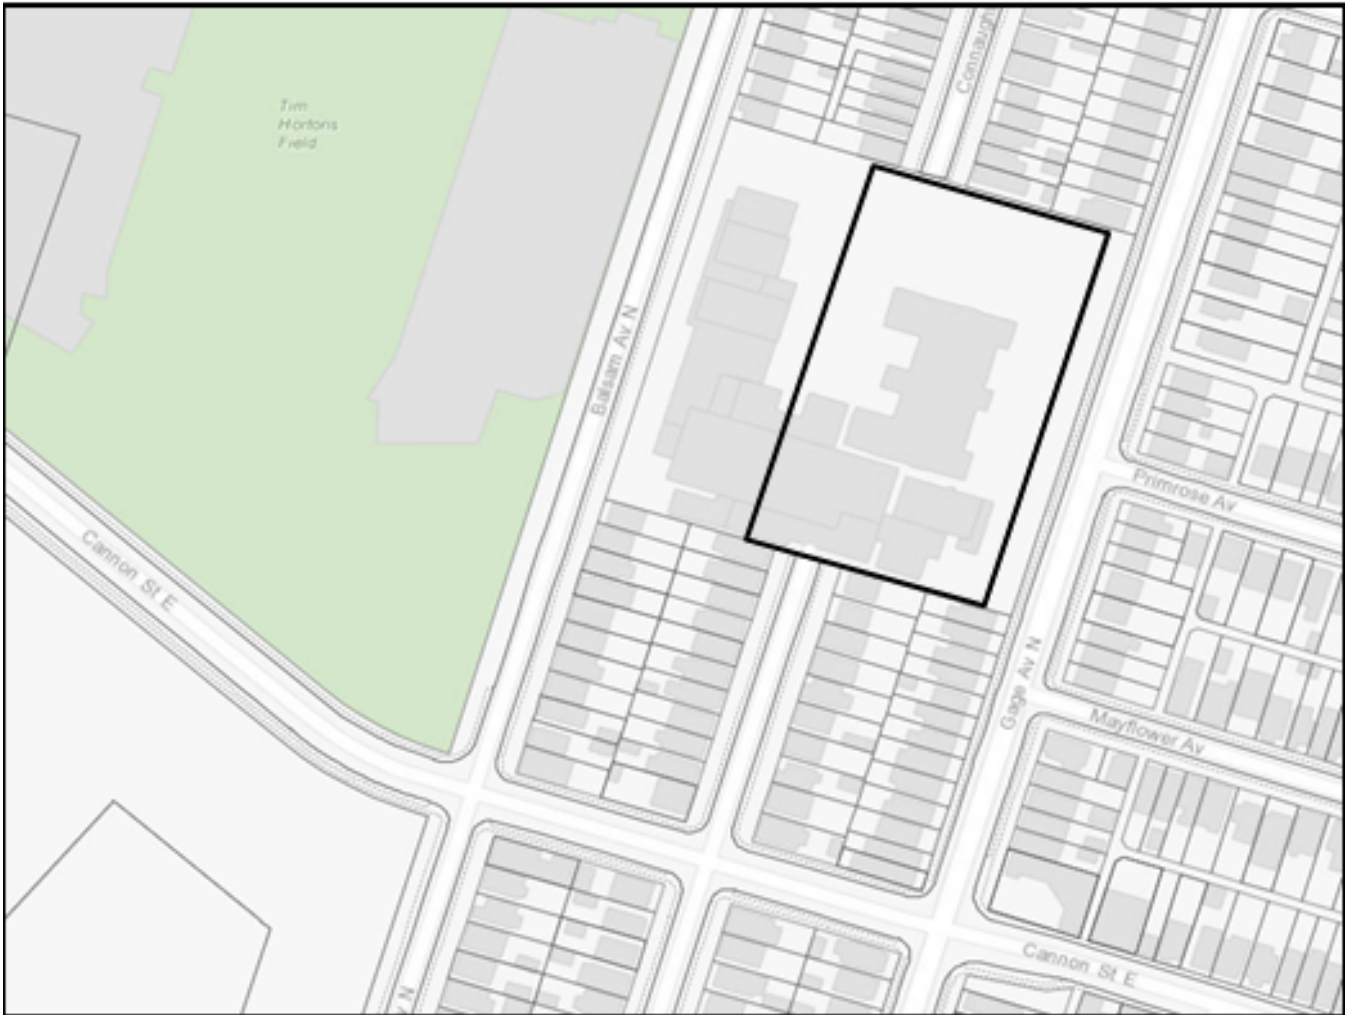 Connaugh
Tim
Hortons
Field
Balsam Av N
Primrose Av
Cannon St E
Gage Av N
Mayflower Av
Cannon St E
v N